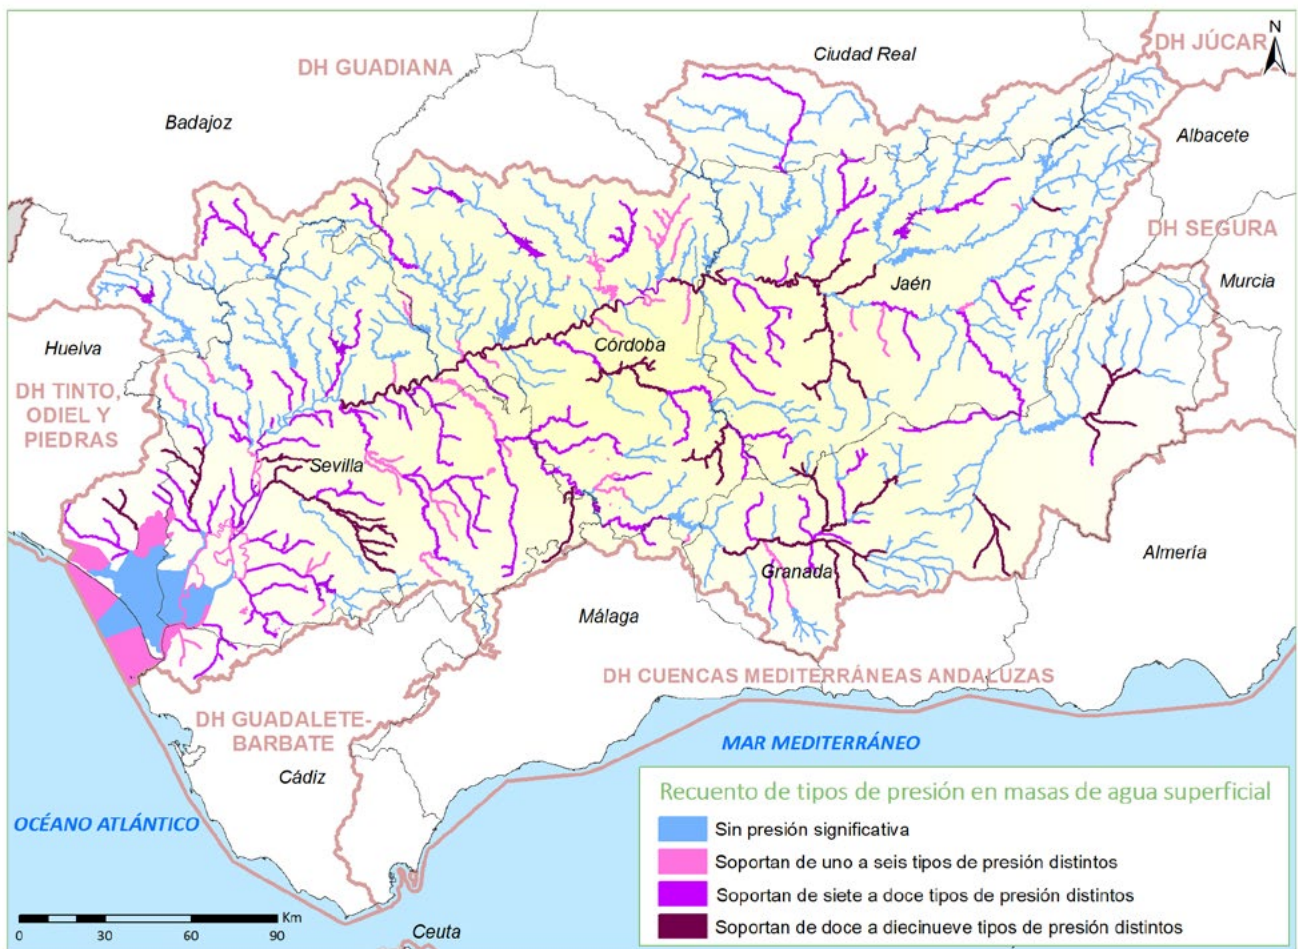 N
DH JÚCAR
Ciudad Real
DH GUADIANA
Badajoz
Albacete
DH SEGURA
Murcia
Jaén
Huelva
Córdoba
DH TINTO,
ODIEL Y
PIEDRAS
Sevilla
Almería
Granada
Málaga
DH CUENCAS MEDITERRÁNEAS ANDALUZAS
DH GUADALETE-
BARBATE
MAR MEDITERRÁNEO
Cádiz
OCÉANO ATLÁNTICO
Recuento de tipos de presión en masas de agua superficial
Sin presión significativa
Soportan de uno a seis tipos de presión distintos
Soportan de siete a doce tipos de presión distintos
Soportan de doce a diecinueve tipos de presión distintos
Km
0 30 60 90
Ceuta